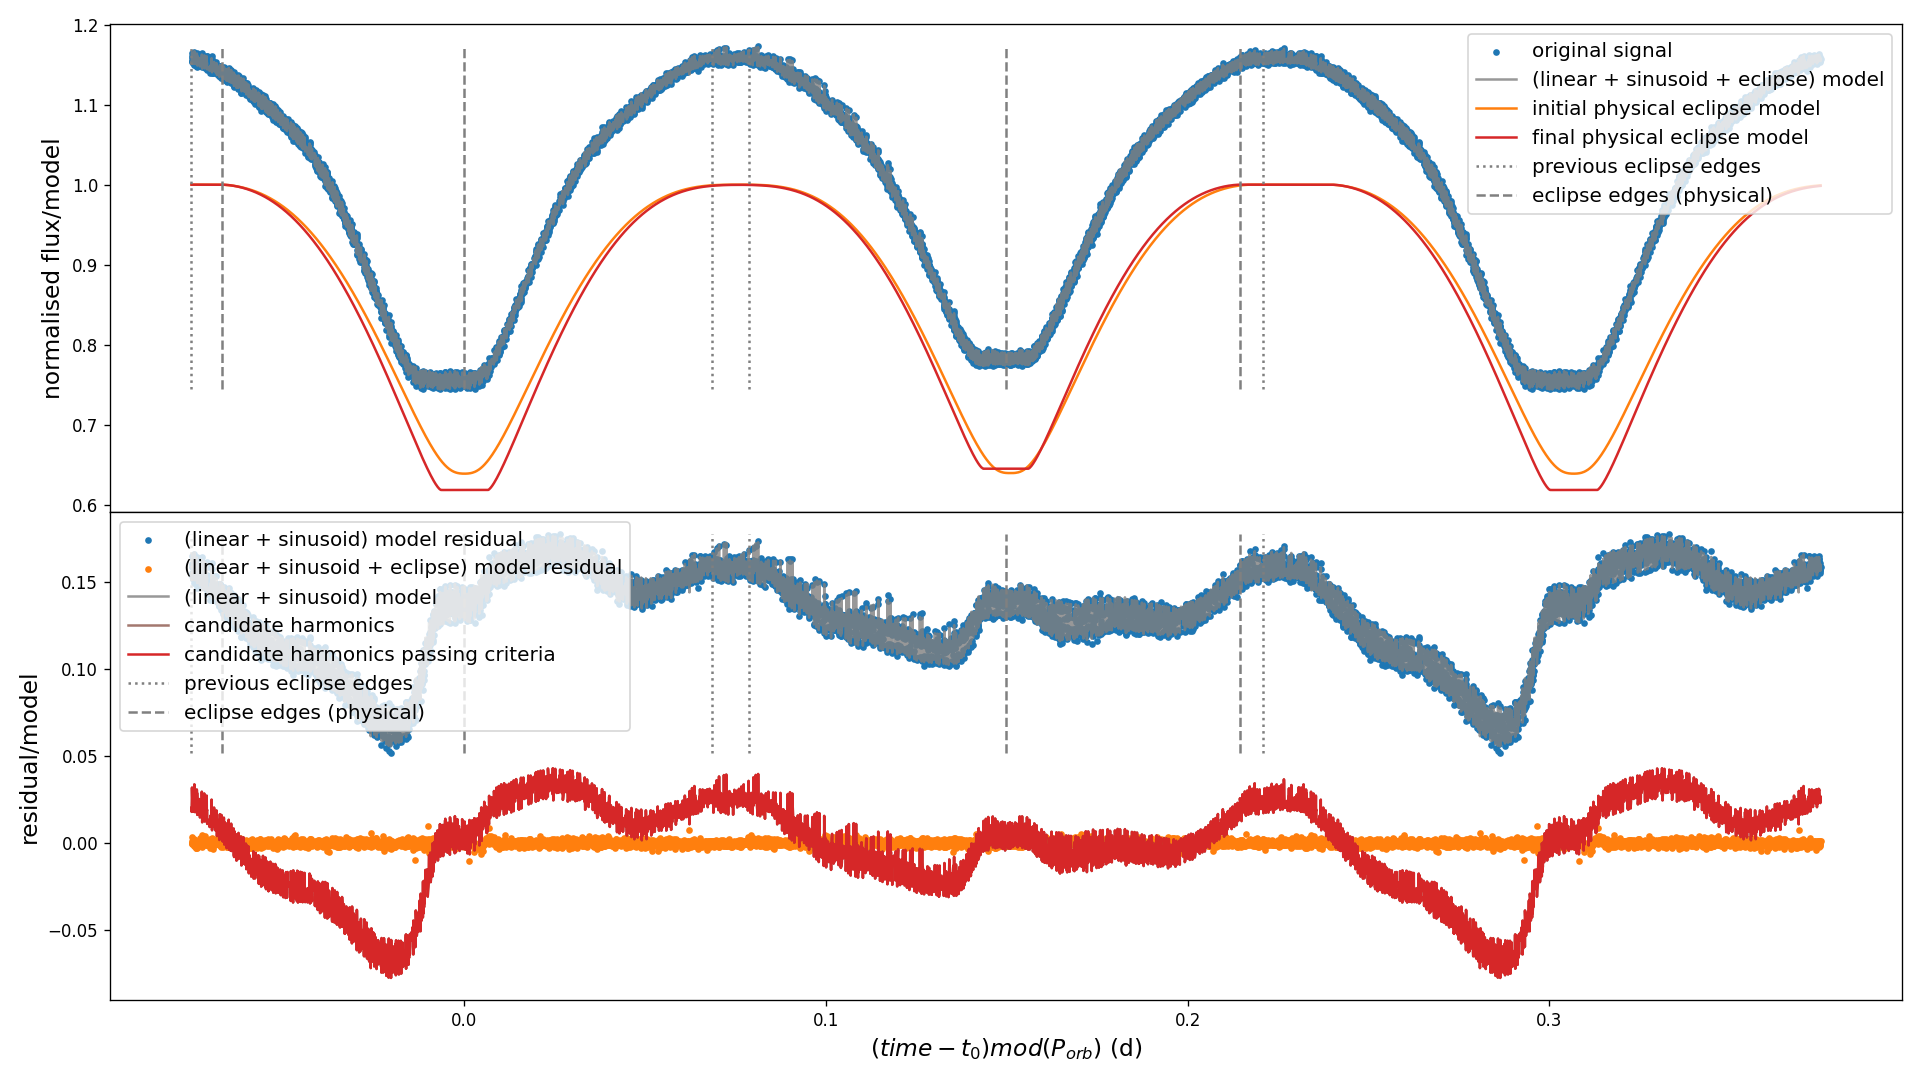 1.2
1.1
1.0
0.9
0.8
0.7
0.6
normalised flux/model
original signal
(linear + sinusoid + eclipse) model
initial physical eclipse model
final physical eclipse model
previous eclipse edges
eclipse edges (physical)
(linear + sinusoid) model residual
(linear + sinusoid + eclipse) model residual
(linear + sinusoid) model
candidate harmonics
candidate harmonics passing criteria
previous eclipse edges
eclipse edges (physical)
0.15
0.10
0.05
0.00
−0.05
residual/model
0.0
0.1
0.2
0.3
(time − t₀)mod(Pₒᵣb) (d)